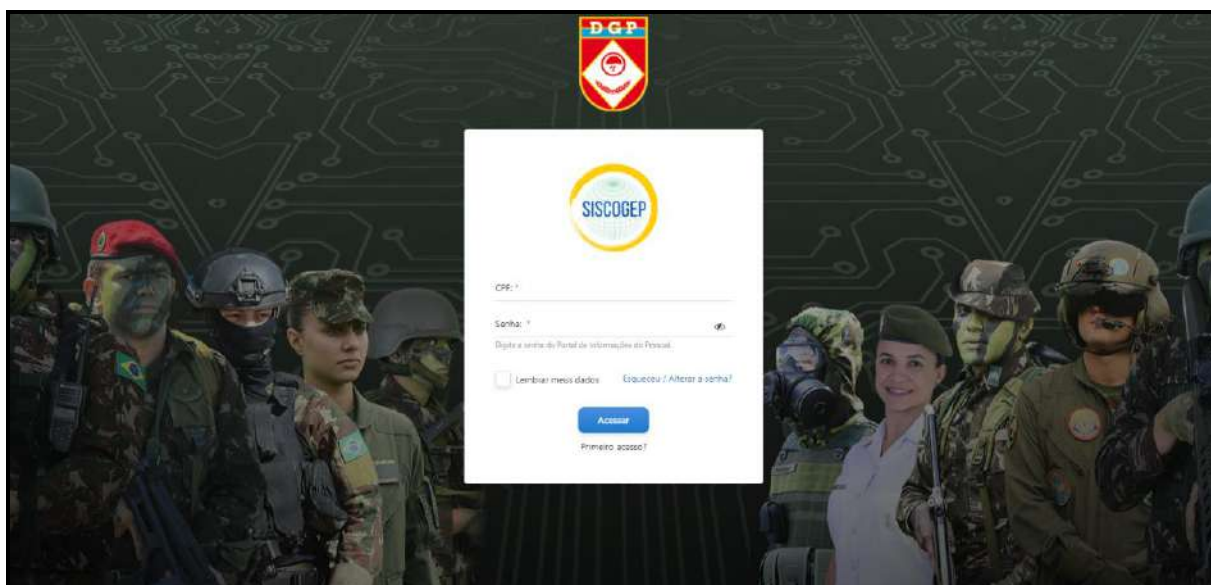 DGP
SISCOGEP
CPF: *
Senha: *
Digite a senha do Portal de Informações do Pessoal.
Lembrar meus dados
Esqueceu / Alterar a senha?
Acessar
Primeiro acesso?